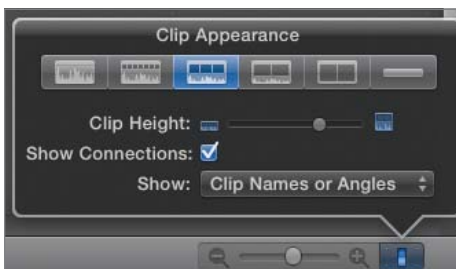 Clip Appearance
Clip Height:
Show Connections:
Show: Clip Names or Angles